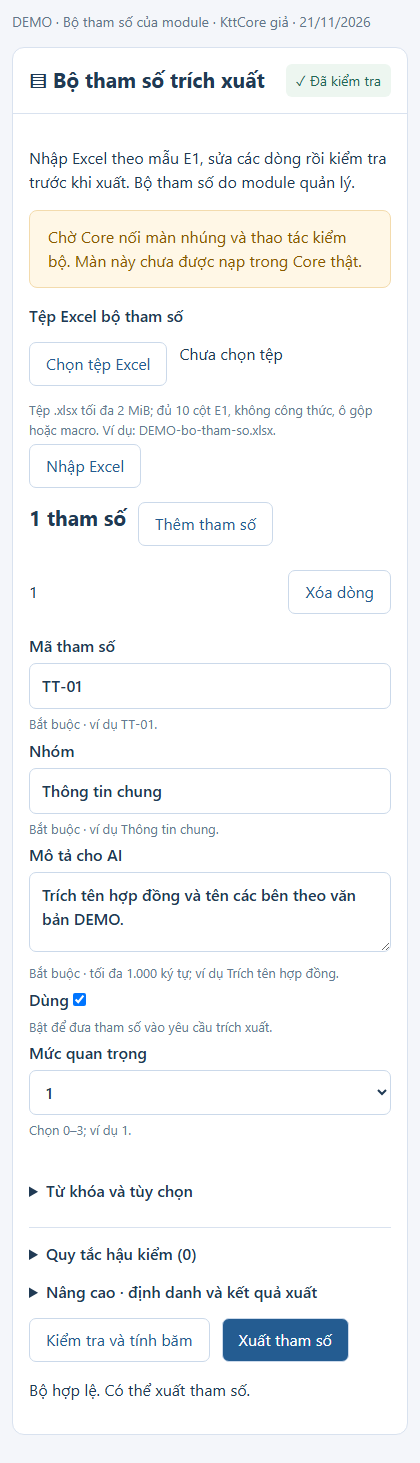 DEMO · Bộ tham số của module · KttCore giả · 21/11/2026
Bộ tham số trích xuất
✓ Đã kiểm tra
Nhập Excel theo mẫu E1, sửa các dòng rồi kiểm tra
trước khi xuất. Bộ tham số do module quản lý.
Chờ Core nối màn nhúng và thao tác kiểm
bộ. Màn này chưa được nạp trong Core thật.
Tệp Excel bộ tham số
Chọn tệp Excel
Chưa chọn tệp
Tệp .xlsx tối đa 2 MiB; đủ 10 cột E1, không công thức, ô gộp
hoặc macro. Ví dụ: DEMO-bo-tham-so.xlsx.
Nhập Excel
1 tham số
Thêm tham số
1
Xóa dòng
Mã tham số
TT-01
Bắt buộc · ví dụ TT-01.
Nhóm
Thông tin chung
Bắt buộc · ví dụ Thông tin chung.
Mô tả cho AI
Trích tên hợp đồng và tên các bên theo văn
bản DEMO.
Bắt buộc · tối đa 1.000 ký tự; ví dụ Trích tên hợp đồng.
Dùng
Bật để đưa tham số vào yêu cầu trích xuất.
Mức quan trọng
1
Chọn 0–3; ví dụ 1.
Từ khóa và tùy chọn
Quy tắc hậu kiểm (0)
Nâng cao · định danh và kết quả xuất
Kiểm tra và tính băm
Xuất tham số
Bộ hợp lệ. Có thể xuất tham số.